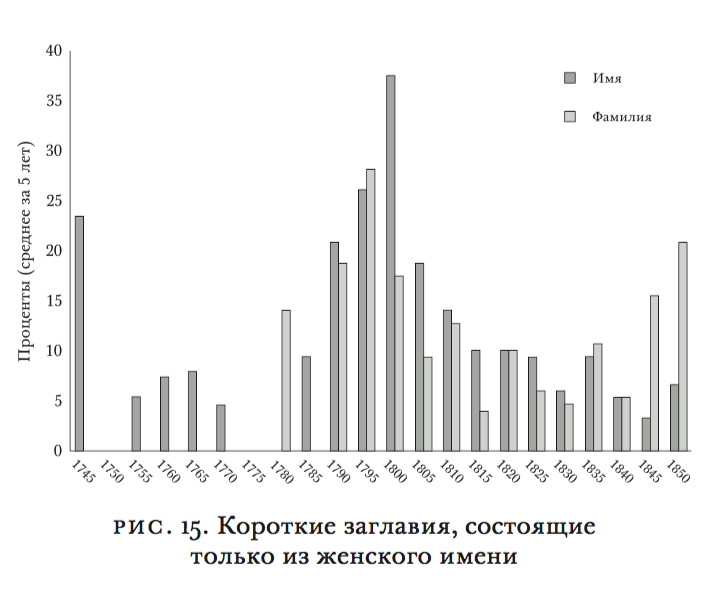 40
35
30
25
20
15
10
5
0
Проценты (среднее за 5 лет)
Имя
Фамилия
1745 1750 1755 1760 1765 1770 1775 1780 1785 1790 1795 1800 1805 1810 1815 1820 1825 1830 1835 1840 1845 1850
РИС. 15. Короткие заглавия, состоящие
только из женского имени